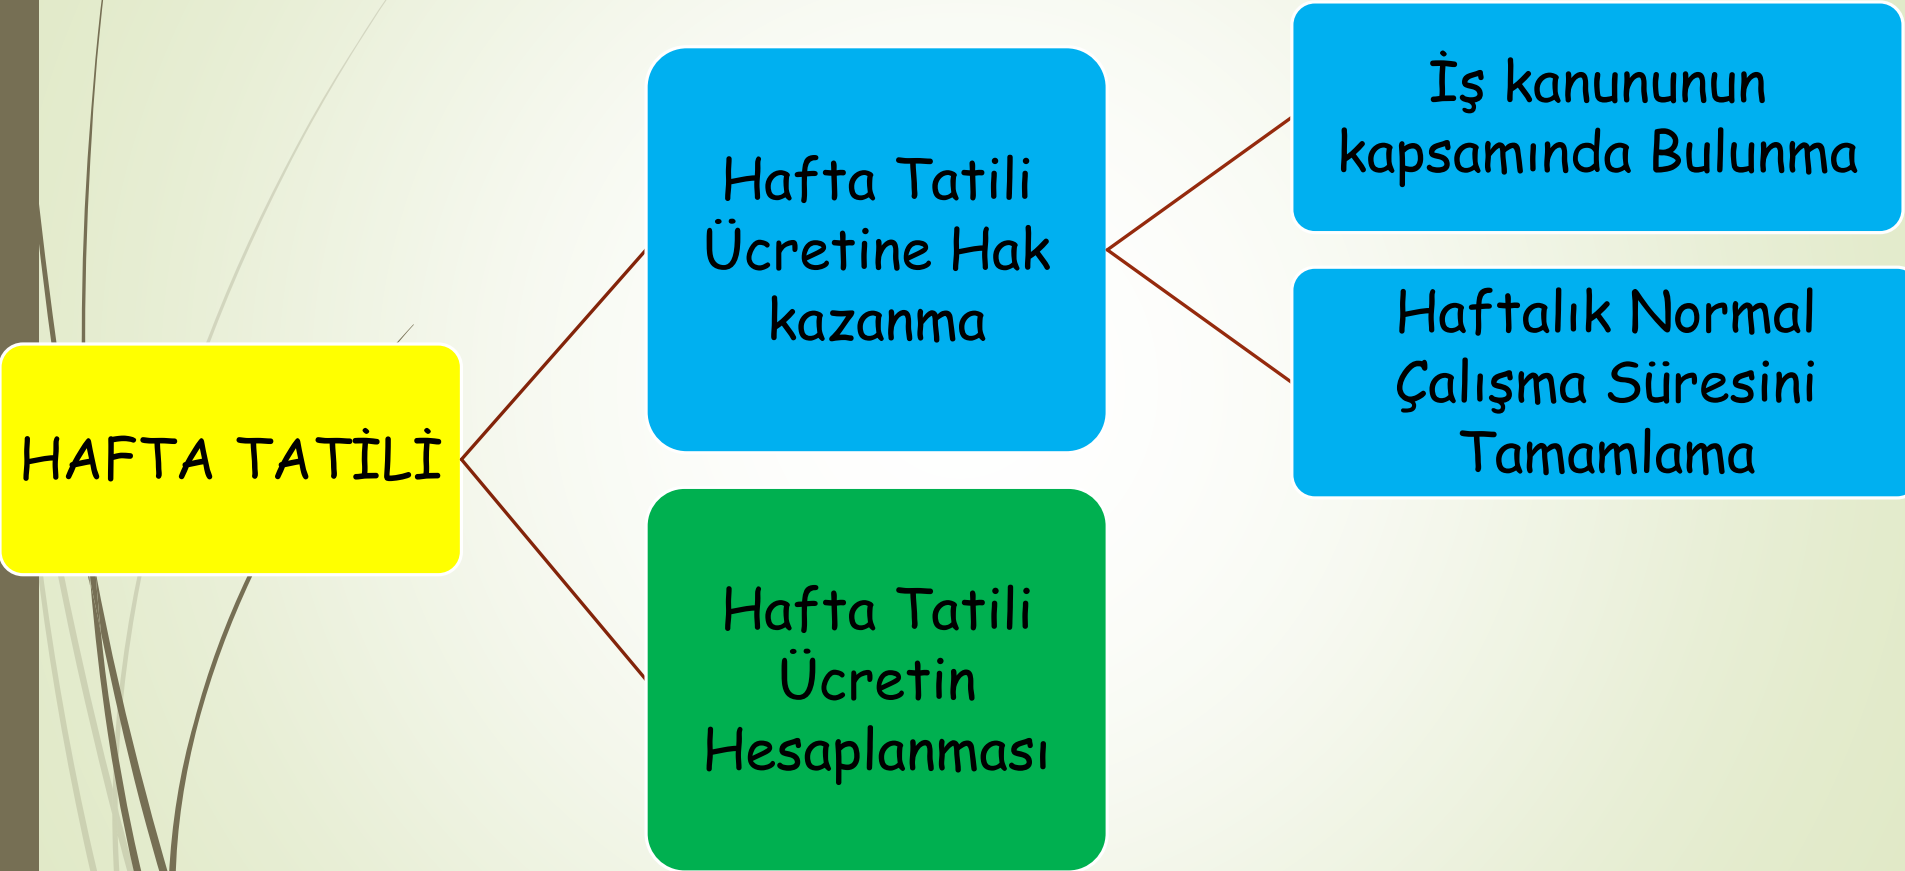 HAFTA TATİLİ
Hafta Tatili
Ücretine Hak
kazanma
İş kanununun
kapsamında Bulunma
Haftalık Normal
Çalışma Süresini
Tamamlama
Hafta Tatili
Ücretin
Hesaplanması